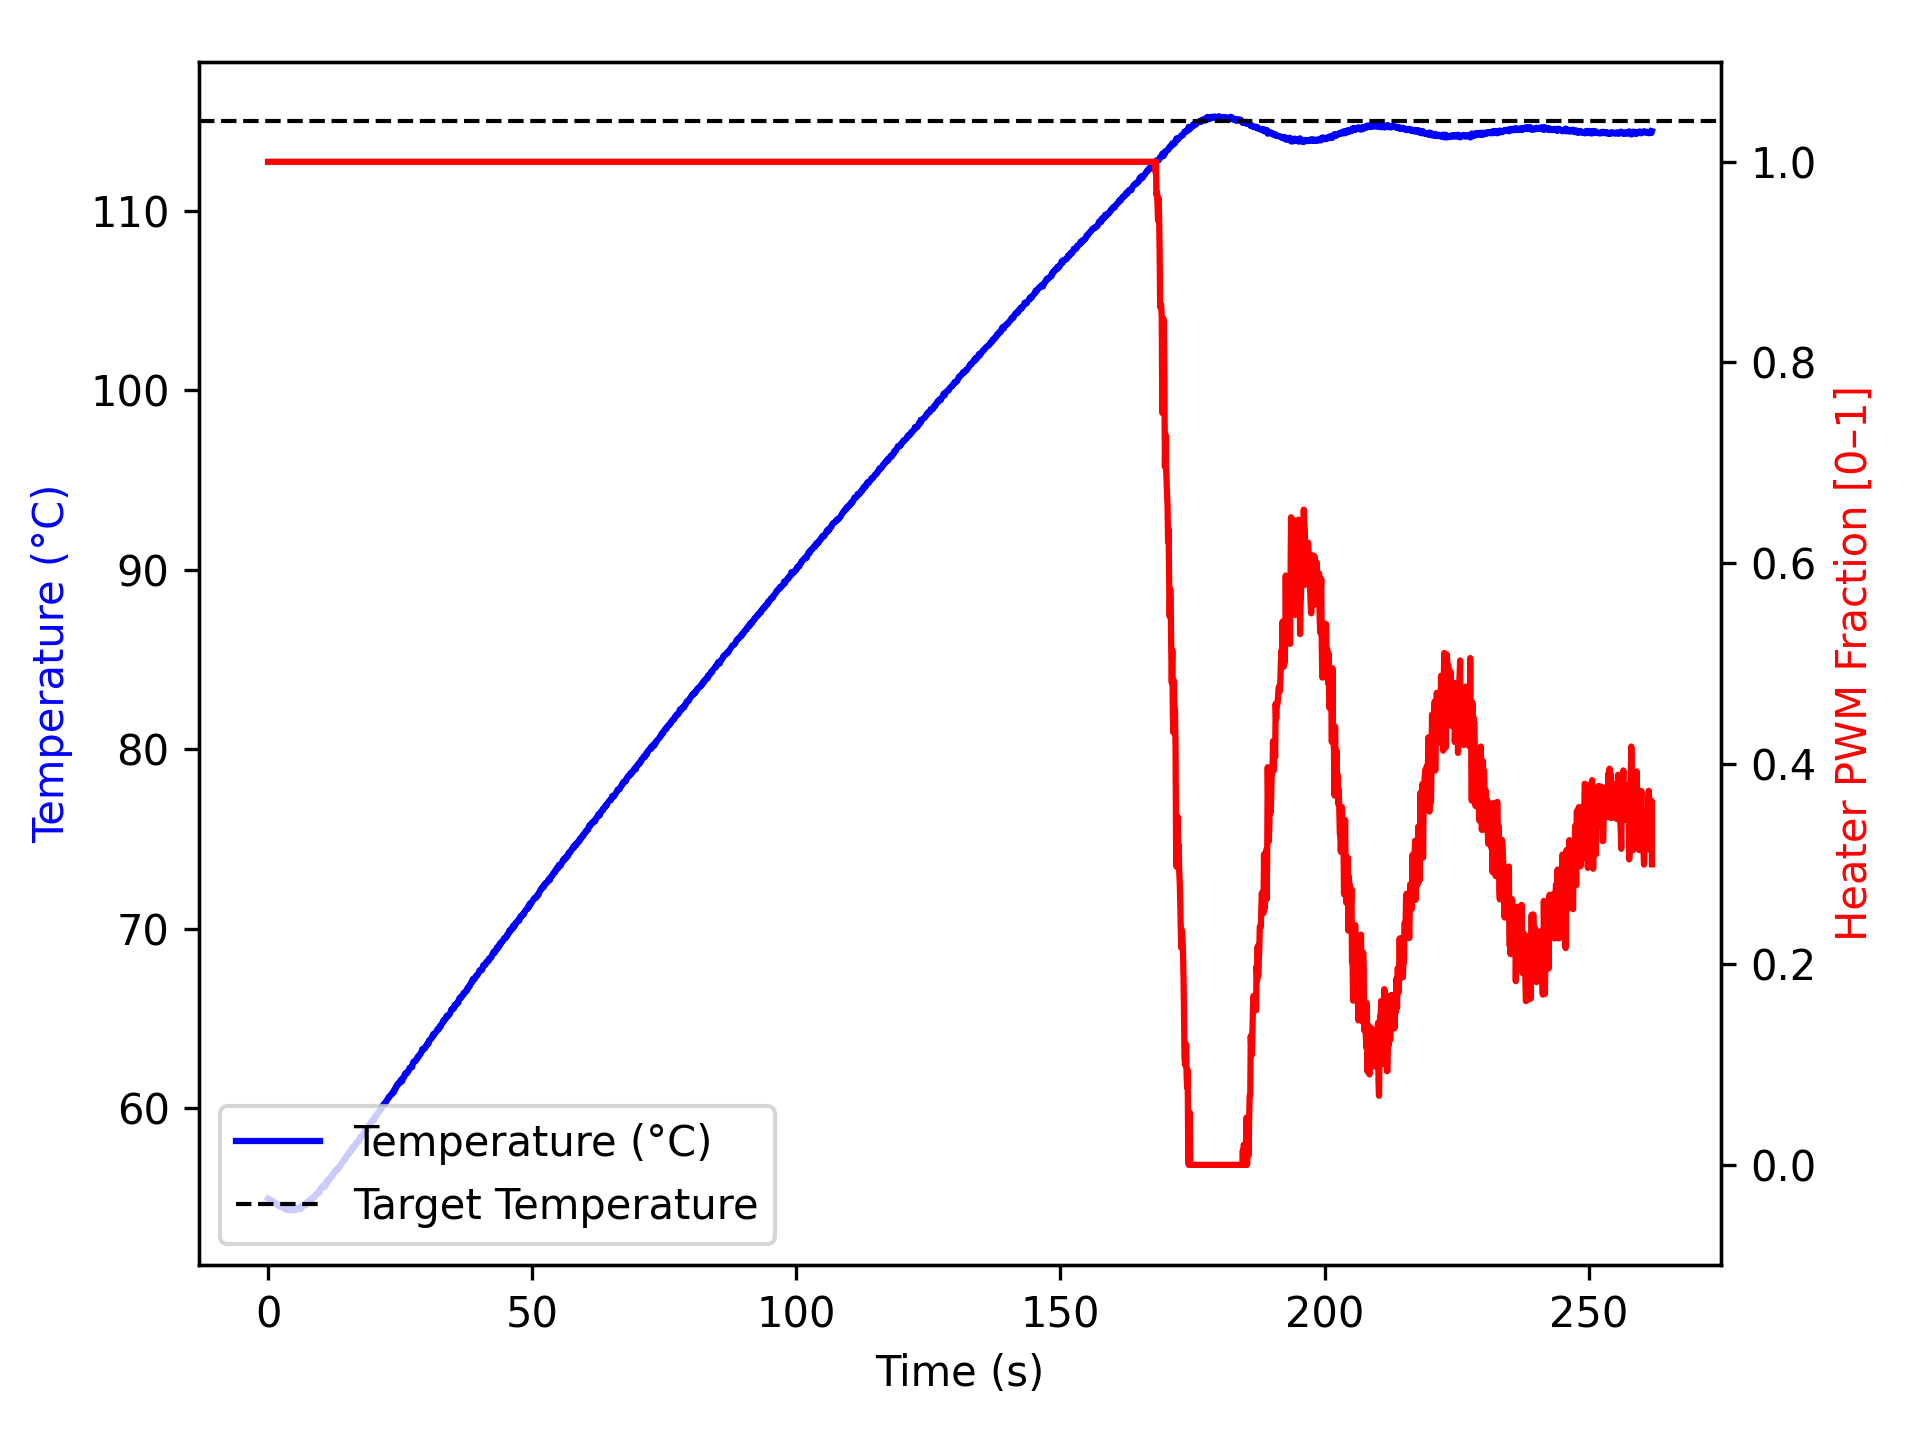 110
100
90
80
70
60
Temperature (°C)
1.0
0.8
0.6
0.4
0.2
0.0
Heater PWM Fraction [0–1]
Temperature (°C)
Target Temperature
0 50 100 150 200 250
Time (s)